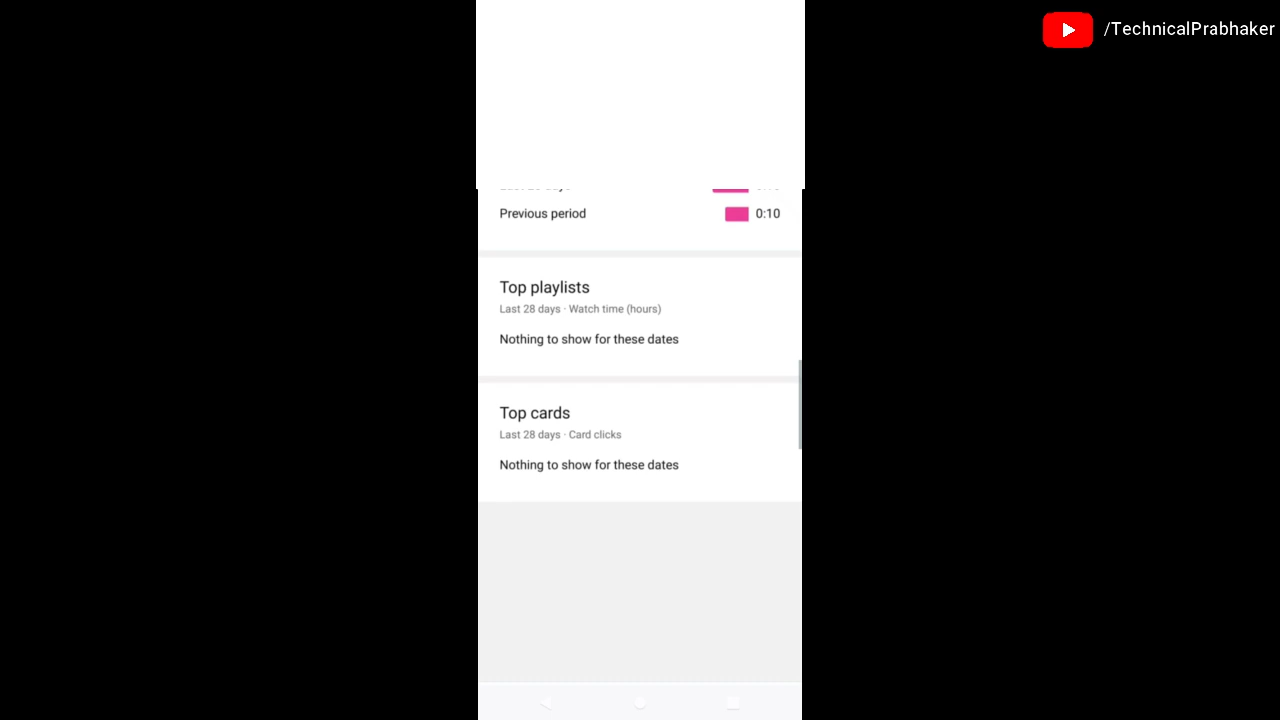 /TechnicalPrabhaker
Previous period 0:10
Top playlists
Last 28 days · Watch time (hours)
Nothing to show for these dates
Top cards
Last 28 days · Card clicks
Nothing to show for these dates